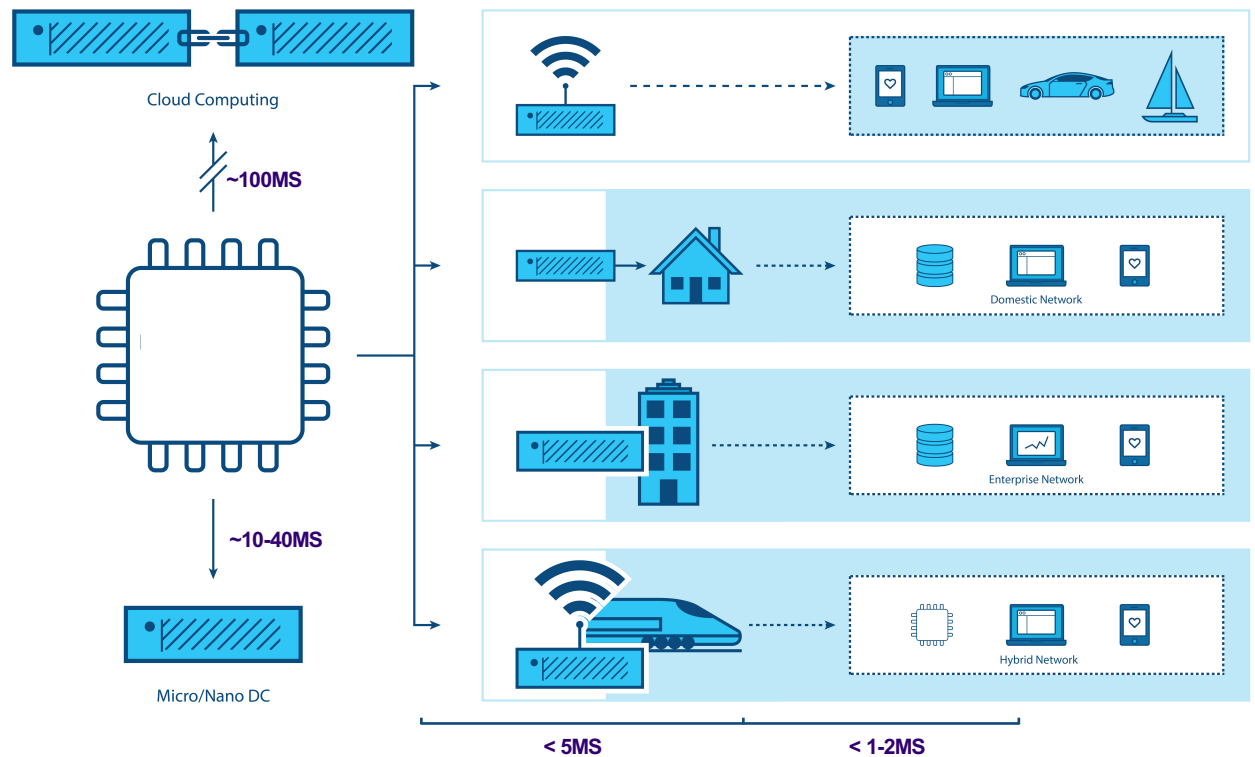 Cloud Computing
~100MS
~10-40MS
Micro/Nano DC
Domestic Network
Enterprise Network
Hybrid Network
< 5MS
< 1-2MS